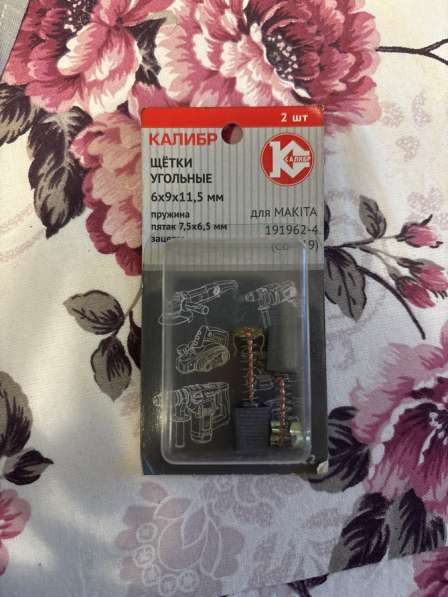 2 шт
КАЛИБР
КАЛИБР
ЩЁТКИ
УГОЛЬНЫЕ
6x9x11,5 мм
пружина
пятак 7,5x6,5 мм
для MAKITA
191962-4